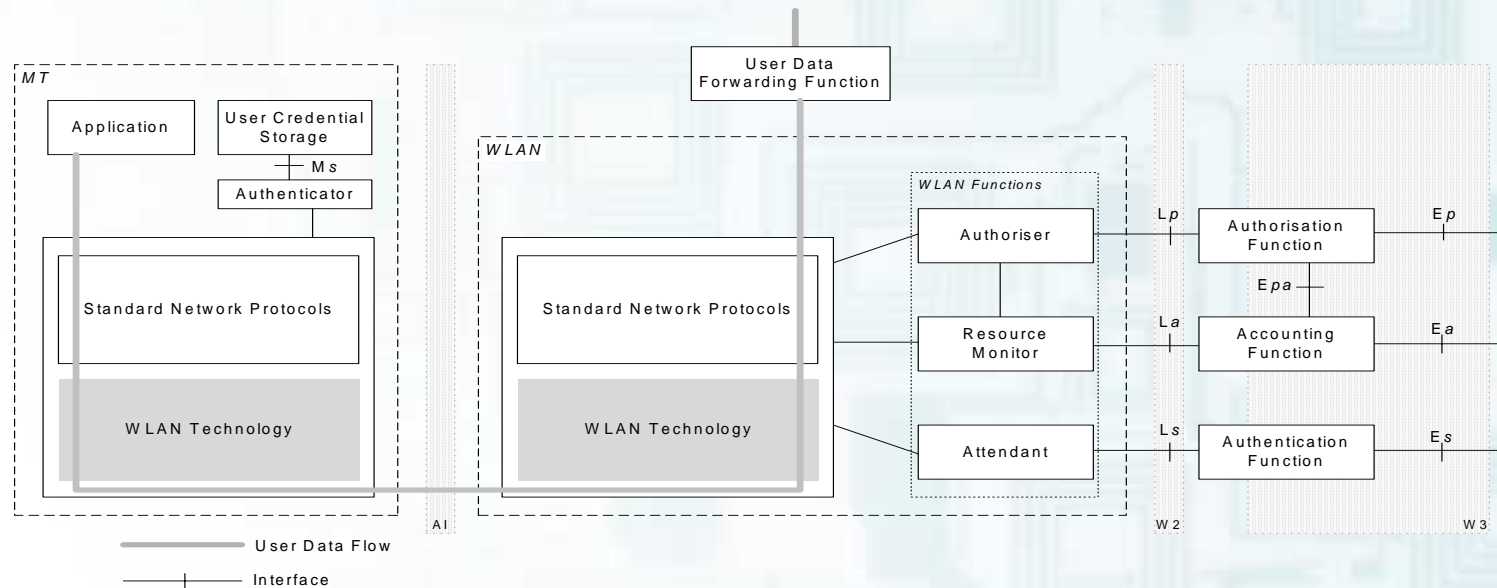 User Data
Forwarding Function
MT
Application
User Credential
Storage
Ms
Authenticator
Standard Network Protocols
WLAN Technology
AI
WLAN
Standard Network Protocols
WLAN Technology
WLAN Functions
Authoriser
Resource
Monitor
Attendant
Lp
La
Ls
W2
Authorisation
Function
Epa
Accounting
Function
Authentication
Function
Ep
Ea
Es
W3
User Data Flow
Interface